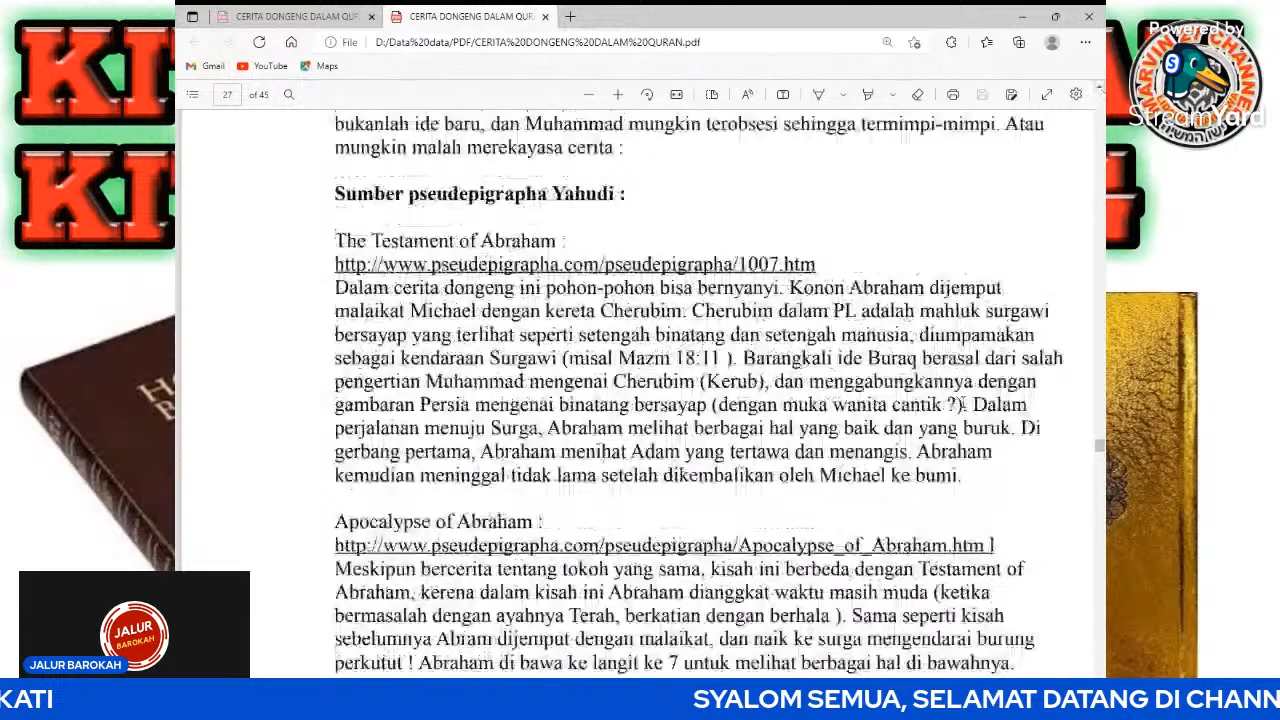 KI
KI
CERITA DONGENG DALAM QUR
CERITA DONGENG DALAM QUR
File
D:/Data%20data/PDF/CERITA%20DONGENG%20DALAM%20QURAN.pdf
Gmail
YouTube
Maps
27 of 45
Powered by
StreamYard
MARVIN 27 CHANNEL
bukanlah ide baru, dan Muhammad mungkin terobsesi sehingga termimpi-mimpi. Atau
mungkin malah merekayasa cerita :
Sumber pseudepigrapha Yahudi :
The Testament of Abraham :
http://www.pseudepigrapha.com/pseudepigrapha/1007.htm
Dalam cerita dongeng ini pohon-pohon bisa bernyanyi. Konon Abraham dijemput
malaikat Michael dengan kereta Cherubim. Cherubim dalam PL adalah mahluk surgawi
bersayap yang terlihat seperti setengah binatang dan setengah manusia, diumpamakan
sebagai kendaraan Surgawi (misal Mazm 18:11 ). Barangkali ide Buraq berasal dari salah
pengertian Muhammad mengenai Cherubim (Kerub), dan menggabungkannya dengan
gambaran Persia mengenai binatang bersayap (dengan muka wanita cantik ?). Dalam
perjalanan menuju Surga, Abraham melihat berbagai hal yang baik dan yang buruk. Di
gerbang pertama, Abraham menihat Adam yang tertawa dan menangis. Abraham
kemudian meninggal tidak lama setelah dikembalikan oleh Michael ke bumi.
Apocalypse of Abraham :
http://www.pseudepigrapha.com/pseudepigrapha/Apocalypse_of_Abraham.htm l
Meskipun bercerita tentang tokoh yang sama, kisah ini berbeda dengan Testament of
Abraham, kerena dalam kisah ini Abraham dianggkat waktu masih muda (ketika
bermasalah dengan ayahnya Terah, berkatian dengan berhala ). Sama seperti kisah
sebelumnya Abram dijemput dengan malaikat, dan naik ke surga mengendarai burung
perkutut ! Abraham di bawa ke langit ke 7 untuk melihat berbagai hal di bawahnya.
JALUR
BAROKAH
JALUR BAROKAH
KATI
SYALOM SEMUA, SELAMAT DATANG DI CHANN